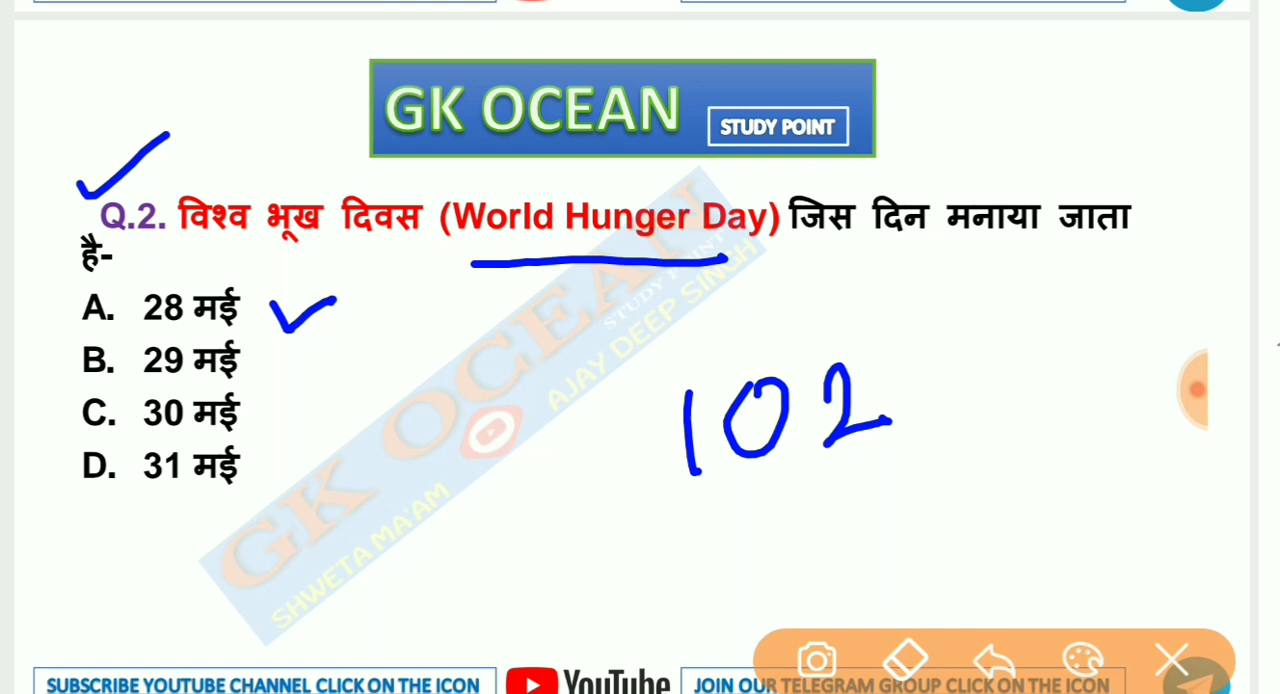 GK OCEAN
STUDY POINT
Q.2. विश्व भूख दिवस (World Hunger Day) जिस दिन मनाया जाता
है-
A. 28 मई
B. 29 मई
C. 30 मई
D. 31 मई
102
GK OCEAN
STUDY POINT
SHWETA MA'AM
AJAY DEEP SINGH
SUBSCRIBE YOUTUBE CHANNEL CLICK ON THE ICON
YouTube
JOIN OUR TELEGRAM GROUP CLICK ON THE ICON